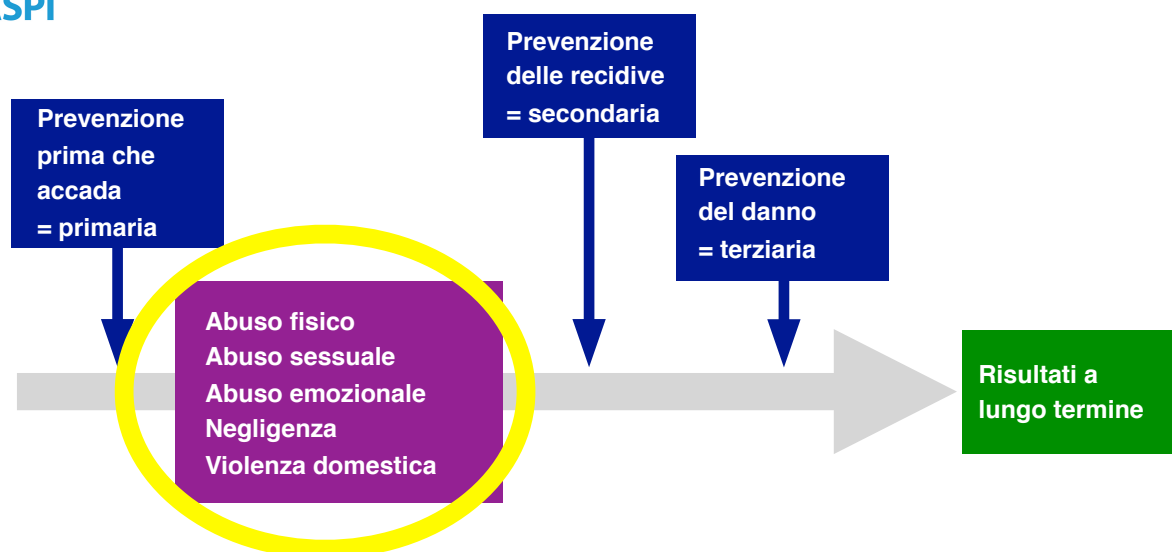 ASPI
Prevenzione
prima che
accada
= primaria
Prevenzione
delle recidive
= secondaria
Prevenzione
del danno
= terziaria
Abuso fisico
Abuso sessuale
Abuso emozionale
Negligenza
Violenza domestica
Risultati a
lungo termine